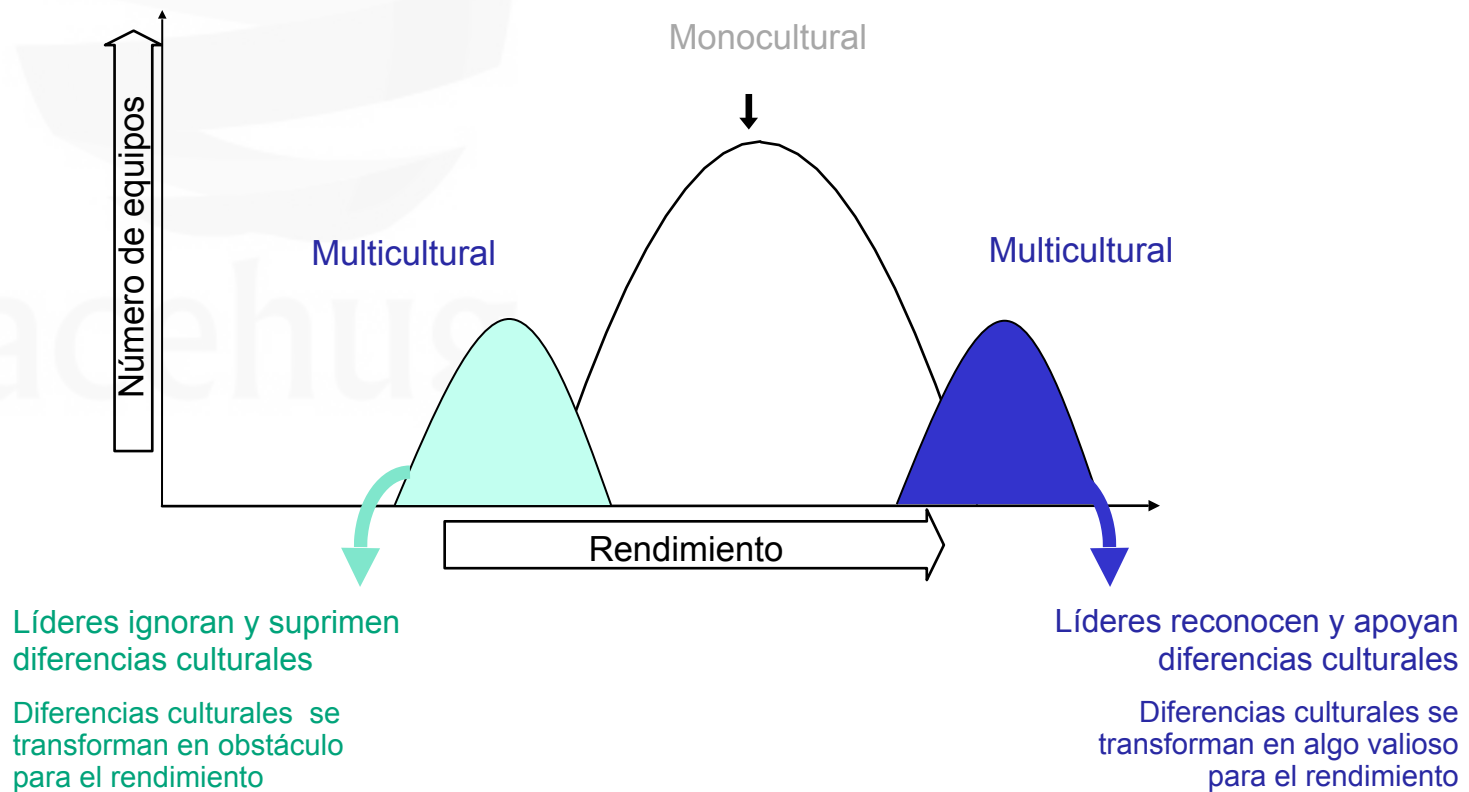 Monocultural
Número de equipos
Multicultural
Multicultural
Rendimiento
Líderes ignoran y suprimen
diferencias culturales
Diferencias culturales se
transforman en obstáculo
para el rendimiento
Líderes reconocen y apoyan
diferencias culturales
Diferencias culturales se
transforman en algo valioso
para el rendimiento
acehug